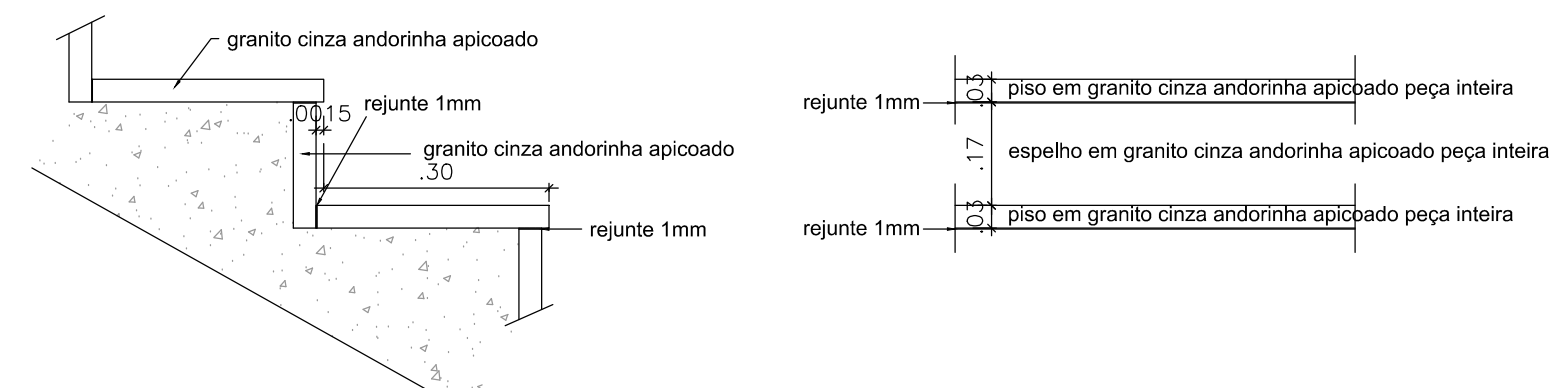 granito cinza andorinha apicoado
.0015
rejunte 1mm
granito cinza andorinha apicoado
.30
rejunte 1mm
.03
piso em granito cinza andorinha apicoado peça inteira
rejunte 1mm
.17
espelho em granito cinza andorinha apicoado peça inteira
.03
piso em granito cinza andorinha apicoado peça inteira
rejunte 1mm